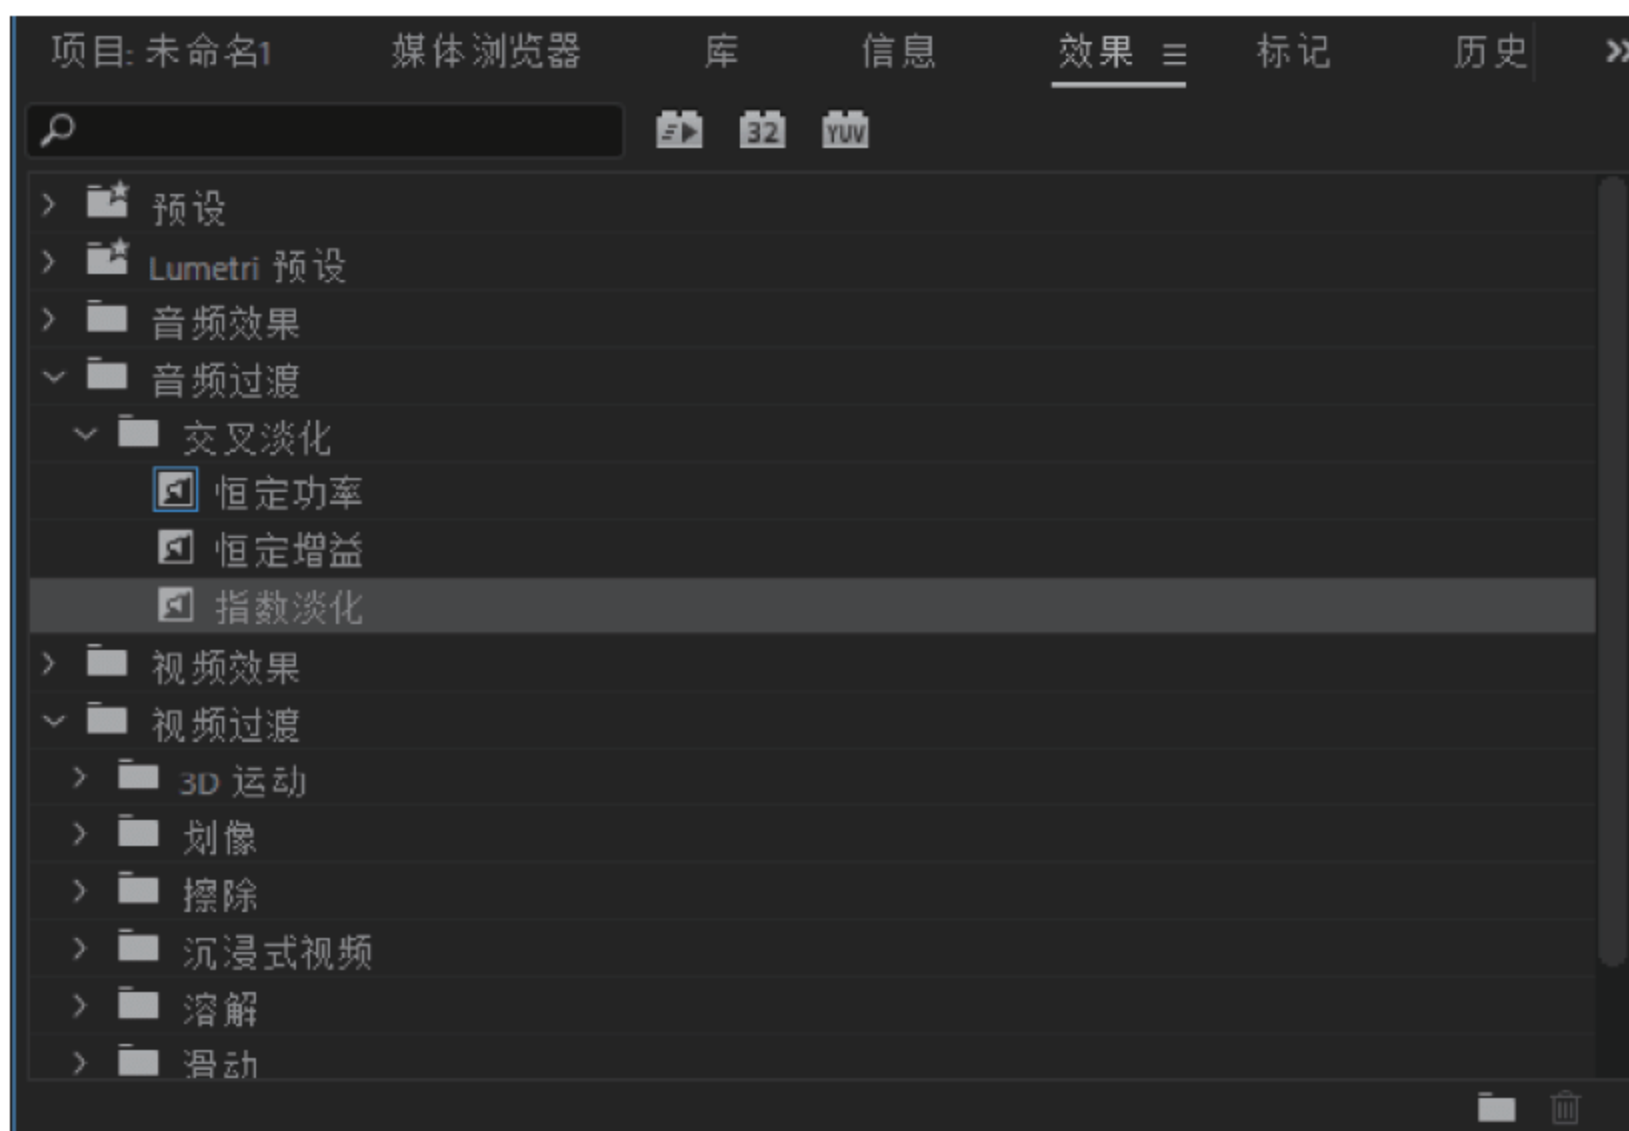 项目: 未命名1 媒体浏览器 库 信息 效果 标记 历史
32 YUV
预设
Lumetri 预设
音频效果
音频过渡
交叉淡化
恒定功率
恒定增益
指数淡化
视频效果
视频过渡
3D 运动
划像
擦除
沉浸式视频
溶解
滑动